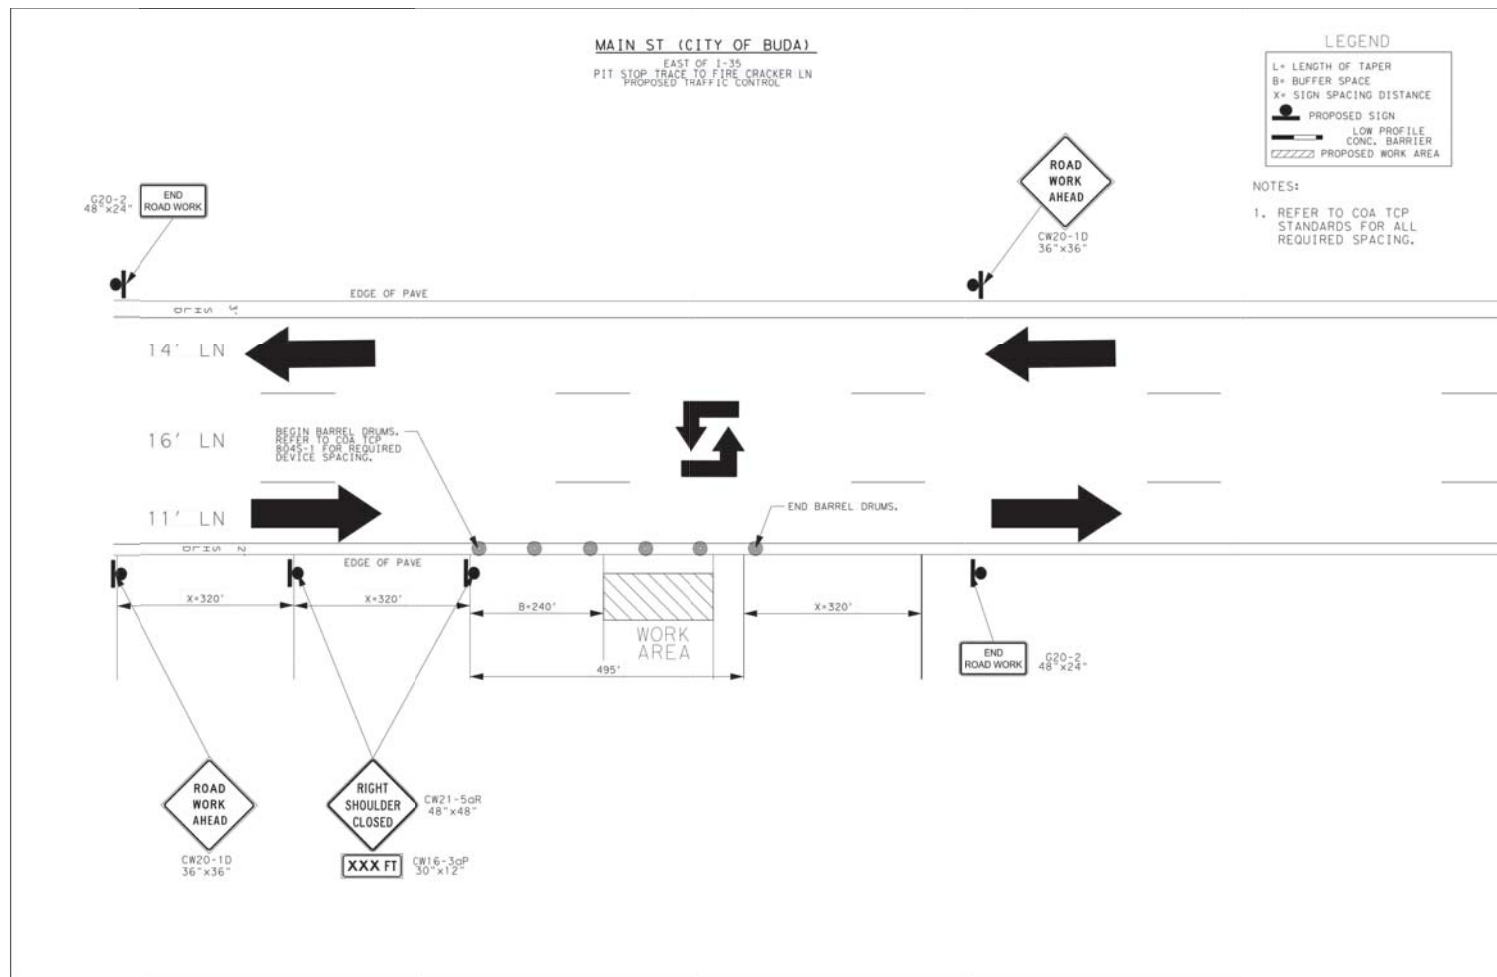 MAIN ST (CITY OF BUDA)
EAST OF I-35
PIT STOP TRACE TO FIRE CRACKER LN
PROPOSED TRAFFIC CONTROL
LEGEND
L= LENGTH OF TAPER
B= BUFFER SPACE
X= SIGN SPACING DISTANCE
PROPOSED SIGN
LOW PROFILE
CONC. BARRIER
PROPOSED WORK AREA
NOTES:
1. REFER TO COA TCP
STANDARDS FOR ALL
REQUIRED SPACING.
G20-2
48"x24"
END
ROAD WORK
ROAD
WORK
AHEAD
CW20-1D
36"x36"
EDGE OF PAVE
3'
SHLD
14' LN
16' LN
BEGIN BARREL DRUMS.
REFER TO COA TCP
804S-1 FOR REQUIRED
DEVICE SPACING.
11' LN
END BARREL DRUMS.
2'
SHLD
EDGE OF PAVE
X=320'
X=320'
B=240'
X=320'
WORK
AREA
495'
END
ROAD WORK
G20-2
48"x24"
ROAD
WORK
AHEAD
CW20-1D
36"x36"
RIGHT
SHOULDER
CLOSED
CW21-5aR
48"x48"
XXX FT
CW16-3aP
30"x12"